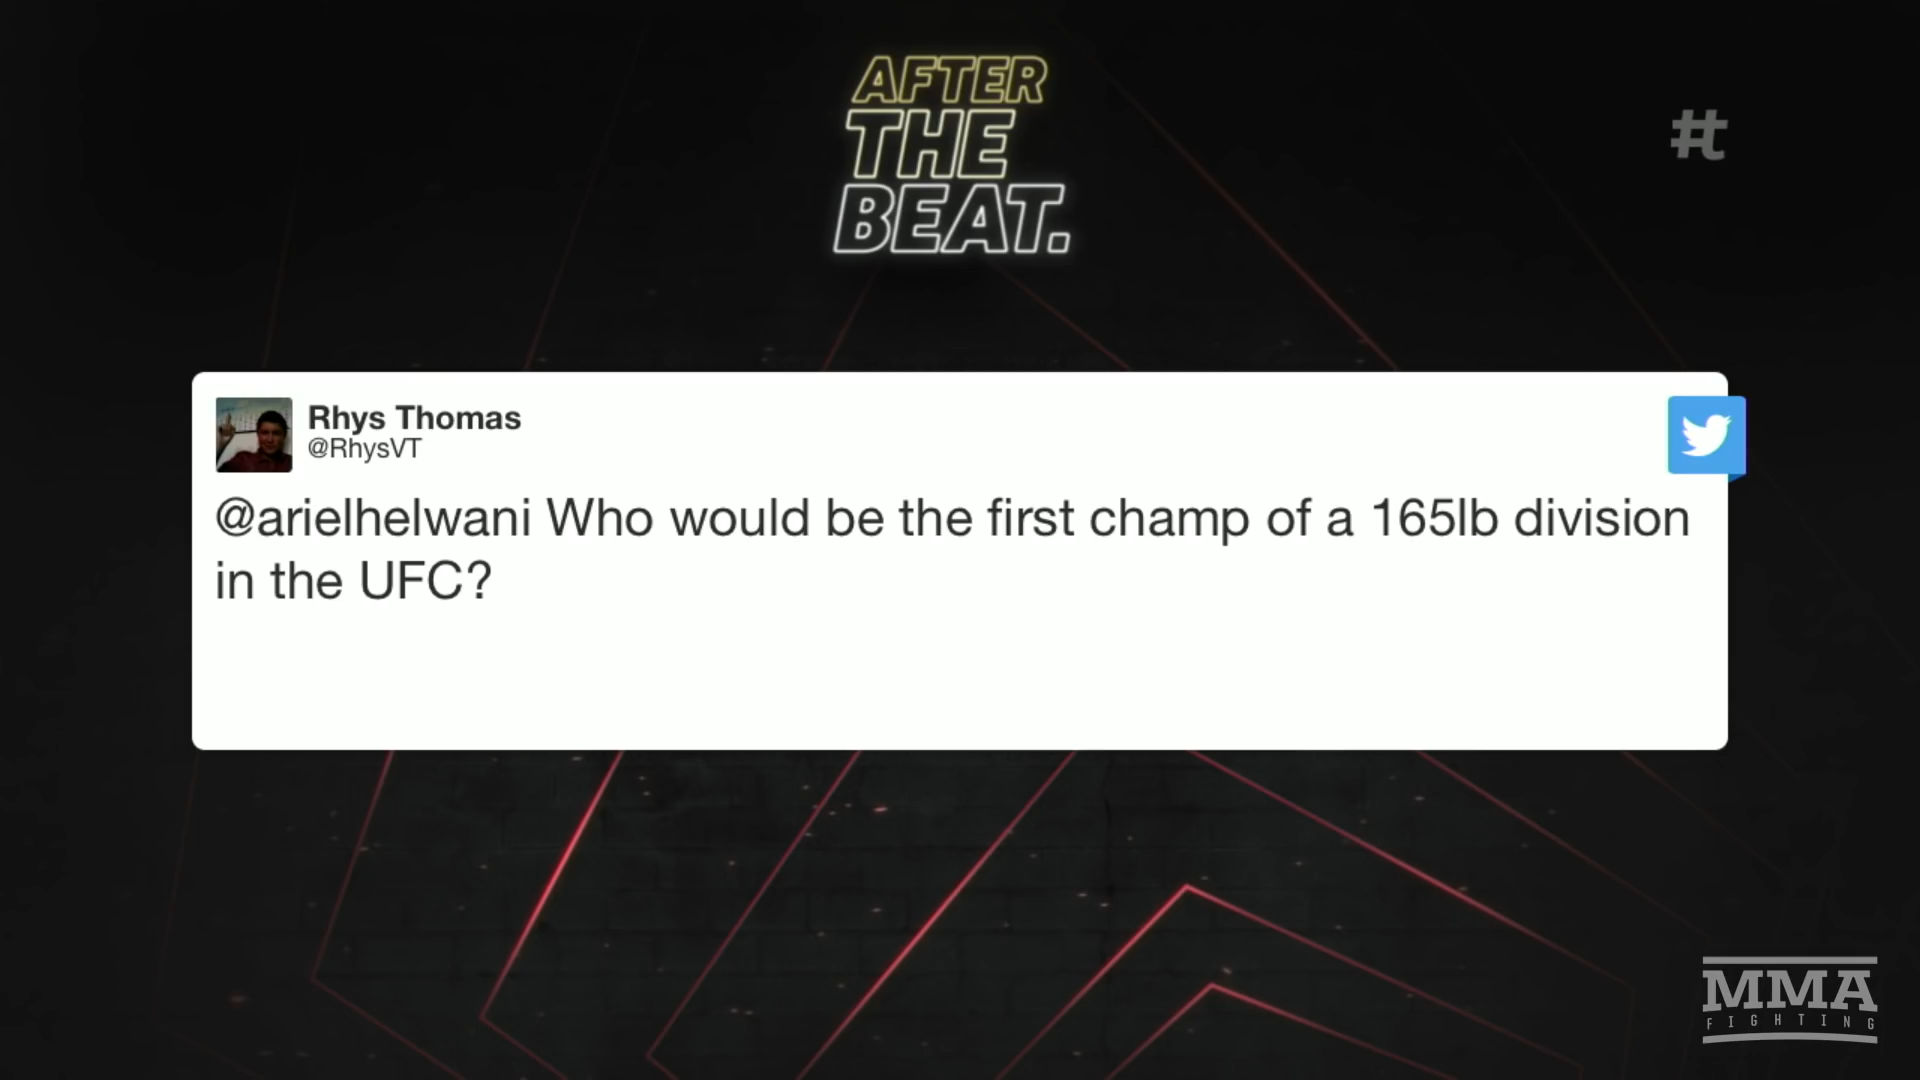 AFTER
THE
BEAT.
#t
Rhys Thomas
@RhysVT
@arielhelwani Who would be the first champ of a 165lb division
in the UFC?
MMA
FIGHTING